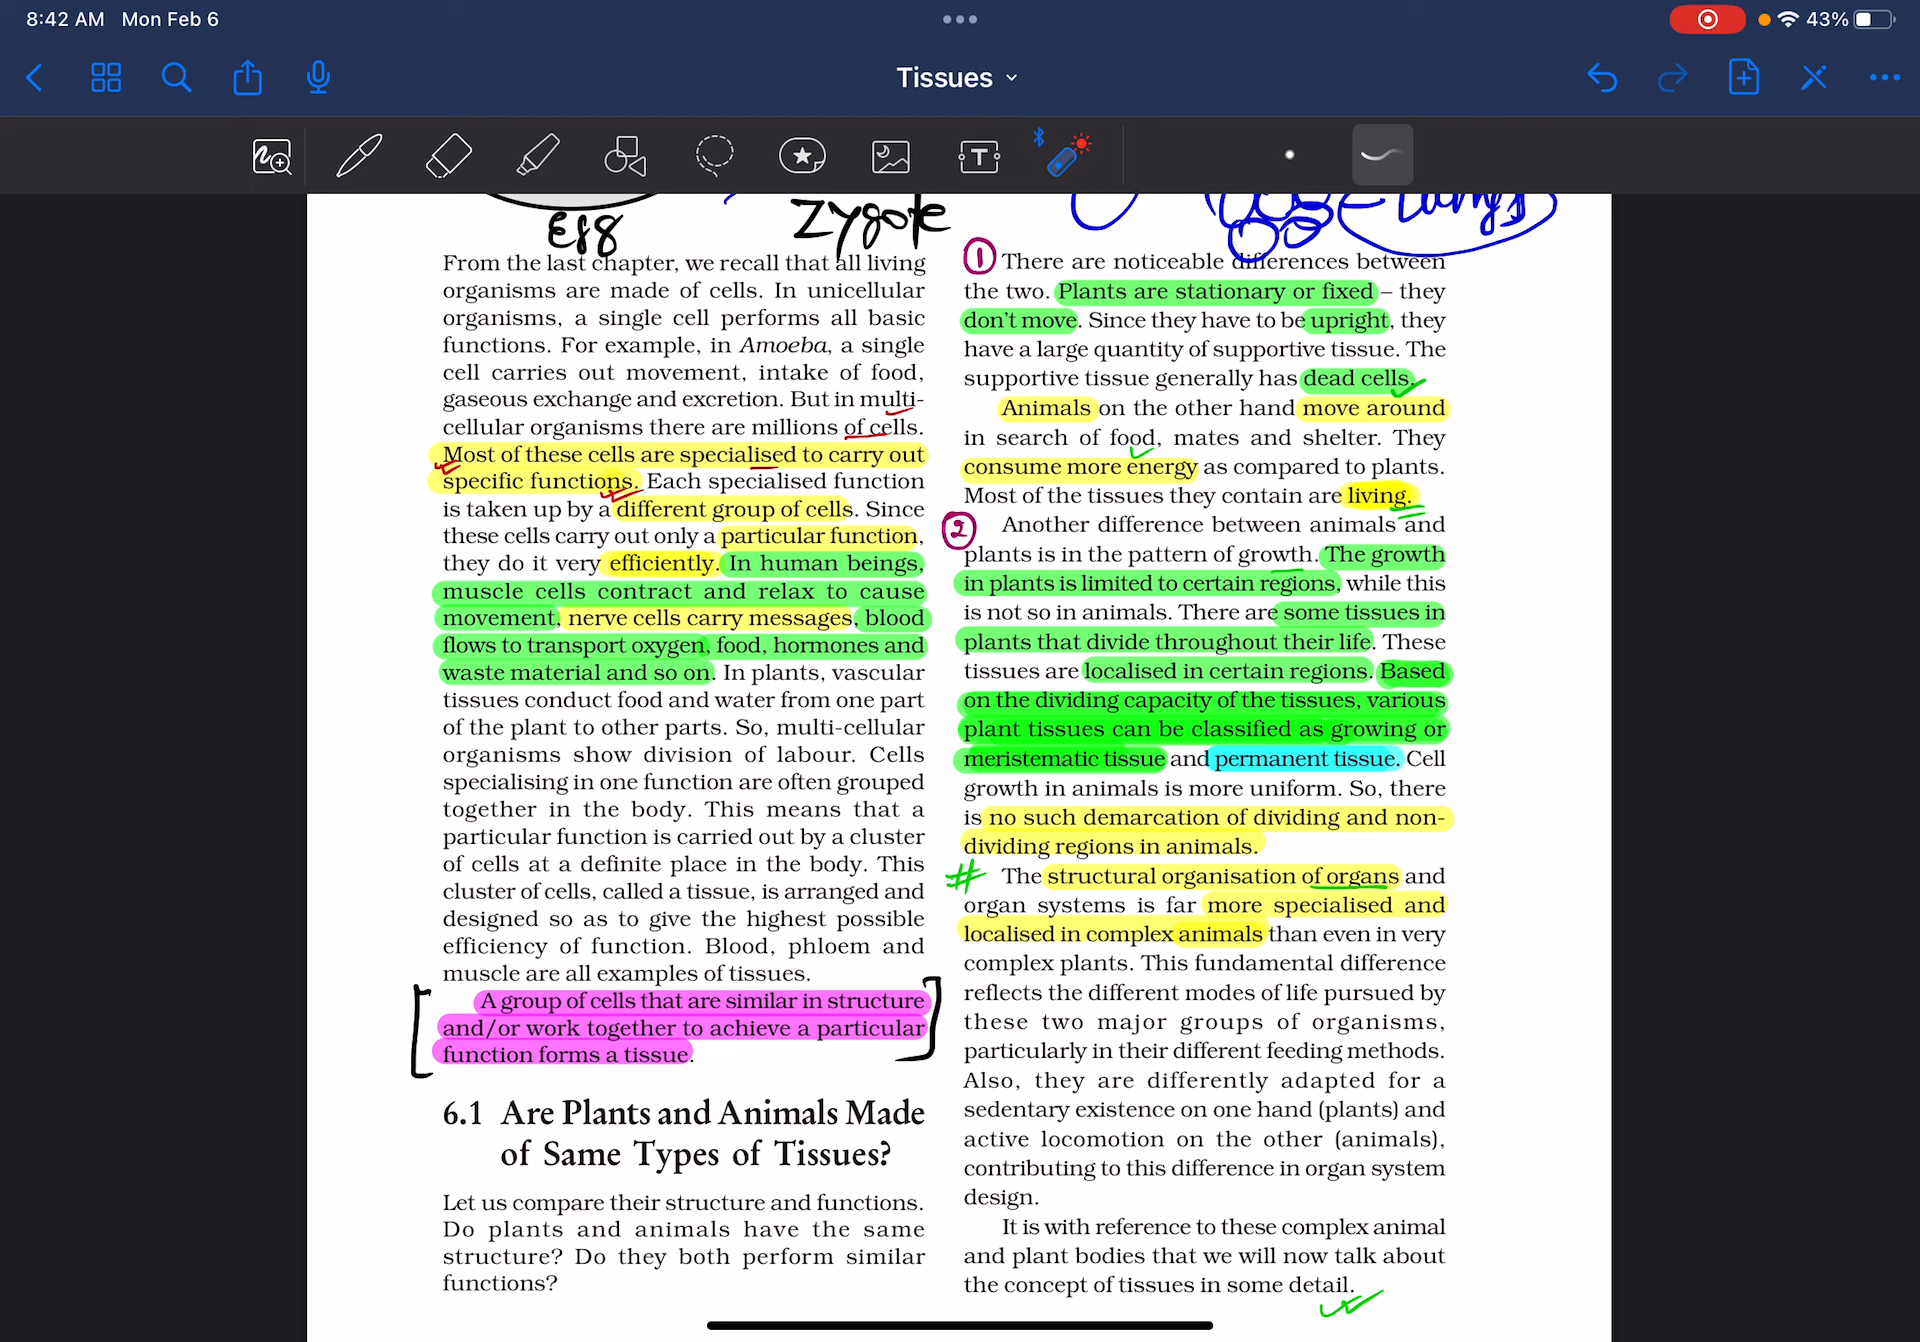 8:42 AM Mon Feb 6
43%
Tissues
T
Zygote
From the last chapter, we recall that all living
organisms are made of cells. In unicellular
organisms, a single cell performs all basic
functions. For example, in Amoeba, a single
cell carries out movement, intake of food,
gaseous exchange and excretion. But in multi-
cellular organisms there are millions of cells.
Most of these cells are specialised to carry out
specific functions. Each specialised function
is taken up by a different group of cells. Since
these cells carry out only a particular function,
they do it very efficiently. In human beings,
muscle cells contract and relax to cause
movement, nerve cells carry messages, blood
flows to transport oxygen, food, hormones and
waste material and so on. In plants, vascular
tissues conduct food and water from one part
of the plant to other parts. So, multi-cellular
organisms show division of labour. Cells
specialising in one function are often grouped
together in the body. This means that a
particular function is carried out by a cluster
of cells at a definite place in the body. This
cluster of cells, called a tissue, is arranged and
designed so as to give the highest possible
efficiency of function. Blood, phloem and
muscle are all examples of tissues.
[A group of cells that are similar in structure
and/or work together to achieve a particular
function forms a tissue.]
6.1 Are Plants and Animals Made
of Same Types of Tissues?
Let us compare their structure and functions.
Do plants and animals have the same
structure? Do they both perform similar
functions?
1 There are noticeable differences between
the two. Plants are stationary or fixed – they
don't move. Since they have to be upright, they
have a large quantity of supportive tissue. The
supportive tissue generally has dead cells.
Animals on the other hand move around
in search of food, mates and shelter. They
consume more energy as compared to plants.
Most of the tissues they contain are living.
2 Another difference between animals and
plants is in the pattern of growth. The growth
in plants is limited to certain regions, while this
is not so in animals. There are some tissues in
plants that divide throughout their life. These
tissues are localised in certain regions. Based
on the dividing capacity of the tissues, various
plant tissues can be classified as growing or
meristematic tissue and permanent tissue. Cell
growth in animals is more uniform. So, there
is no such demarcation of dividing and non-
dividing regions in animals.
# The structural organisation of organs and
organ systems is far more specialised and
localised in complex animals than even in very
complex plants. This fundamental difference
reflects the different modes of life pursued by
these two major groups of organisms,
particularly in their different feeding methods.
Also, they are differently adapted for a
sedentary existence on one hand (plants) and
active locomotion on the other (animals),
contributing to this difference in organ system
design.
It is with reference to these complex animal
and plant bodies that we will now talk about
the concept of tissues in some detail.